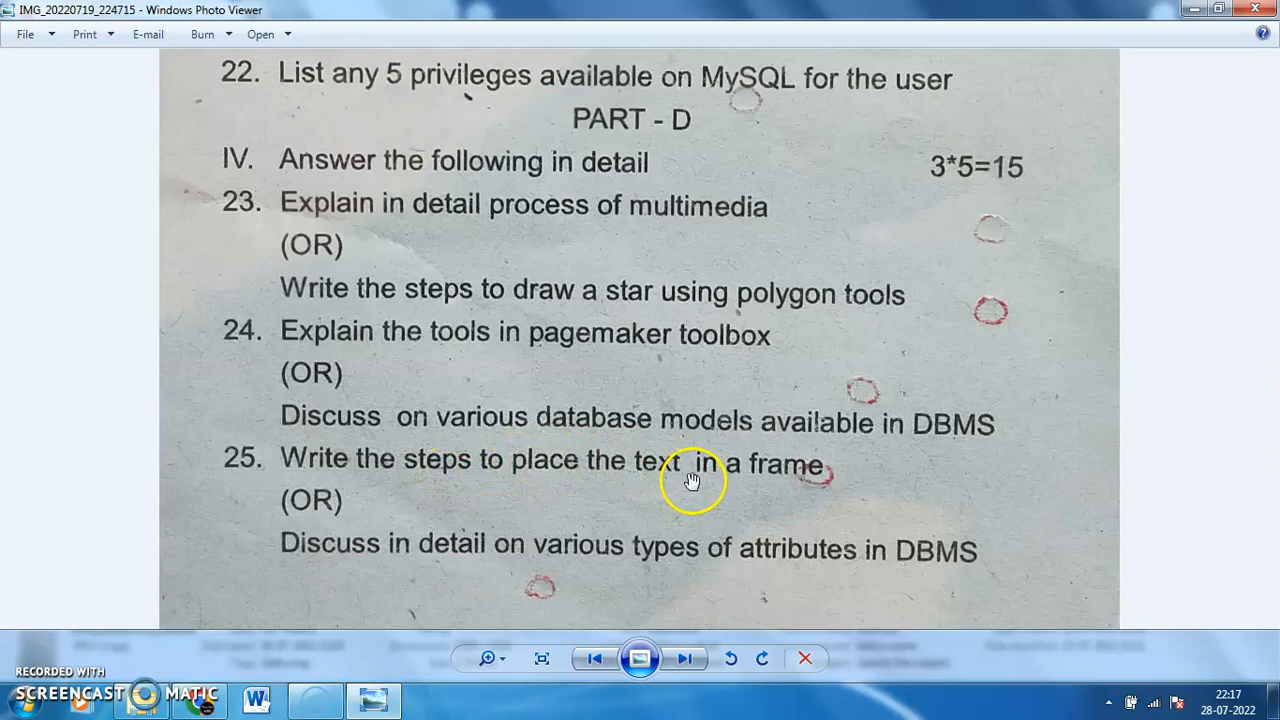 IMG_20220719_224715 - Windows Photo Viewer
File Print E-mail Burn Open
22. List any 5 privileges available on MySQL for the user
PART - D
IV. Answer the following in detail 3*5=15
23. Explain in detail process of multimedia
(OR)
Write the steps to draw a star using polygon tools
24. Explain the tools in pagemaker toolbox
(OR)
Discuss on various database models available in DBMS
25. Write the steps to place the text in a frame
(OR)
Discuss in detail on various types of attributes in DBMS
RECORDED WITH
SCREENCAST MATIC
22:17
28-07-2022